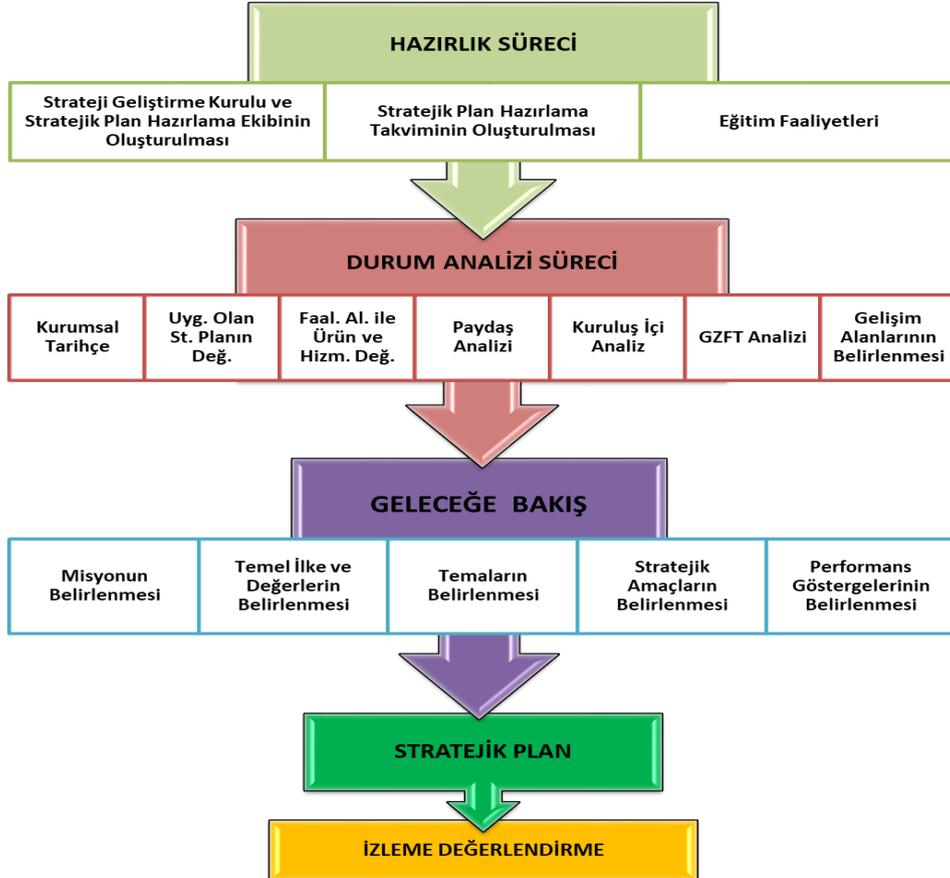 HAZIRLIK SÜRECİ
Strateji Geliştirme Kurulu ve
Stratejik Plan Hazırlama Ekibinin
Oluşturulması
Stratejik Plan Hazırlama
Takviminin Oluşturulması
Eğitim Faaliyetleri
DURUM ANALİZİ SÜRECİ
Kurumsal
Tarihçe
Uyg. Olan
St. Planın
Değ.
Faal. Al. ile
Ürün ve
Hizm. Değ.
Paydaş
Analizi
Kuruluş İçi
Analiz
GZFT Analizi
Gelişim
Alanlarının
Belirlenmesi
GELECEĞE BAKIŞ
Misyonun
Belirlenmesi
Temel İlke ve
Değerlerin
Belirlenmesi
Temaların
Belirlenmesi
Stratejik
Amaçların
Belirlenmesi
Performans
Göstergelerinin
Belirlenmesi
STRATEJİK PLAN
İZLEME DEĞERLENDİRME